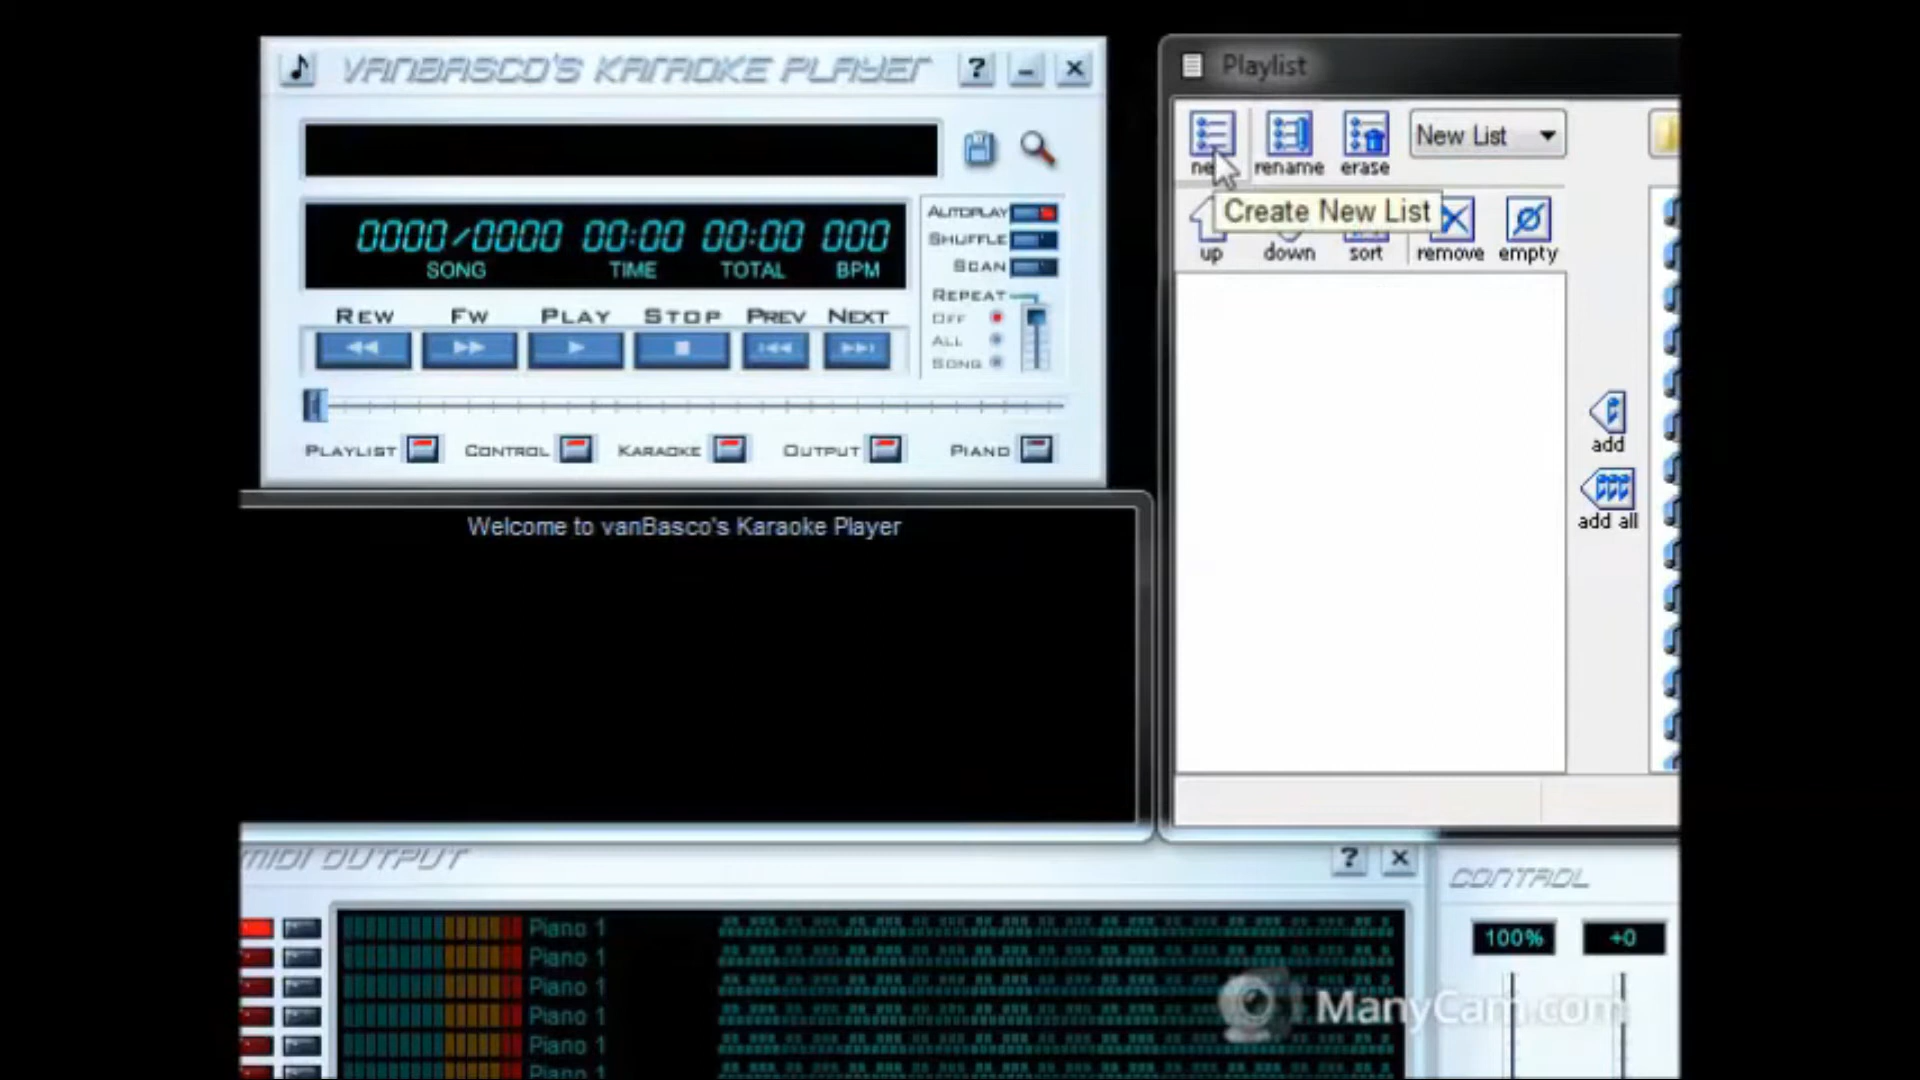 VANBASCO'S KARAOKE PLAYER
?
0000/0000 00:00 00:00 000
SONG TIME TOTAL BPM
AUTOPLAY
SHUFFLE
SCAN
REPEAT
OFF
ALL
SONG
REW FW PLAY STOP PREV NEXT
PLAYLIST CONTROL KARAOKE OUTPUT PIANO
Welcome to vanBasco's Karaoke Player
Playlist
rename erase New List
Create New List
up down sort remove empty
add
add all
MIDI OUTPUT ?
Piano 1
Piano 1
Piano 1
Piano 1
Piano 1
Piano 1
CONTROL
100% +0
ManyCam.com